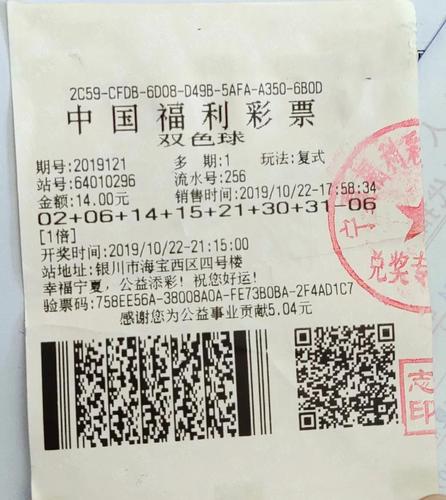 2C59-CFDB-6D08-D49B-5AFA-A350-6B0D
中国福利彩票
双色球
期号:2019121 多期:1 玩法:复式
站号:64010296 流水号:256
金额:14.00元 销售时间:2019/10/22-17:58:34
02+06+14+15+21+30+31-06
[1倍]
开奖时间:2019/10/22-21:15:00
站地址:银川市海宝西区四号楼
幸福宁夏,公益添彩!祝您好运!
验票码:758EE56A-38008A0A-FE73B0BA-2F4AD1C7
感谢您为公益事业贡献5.04元
福利彩
兑奖专
志
印